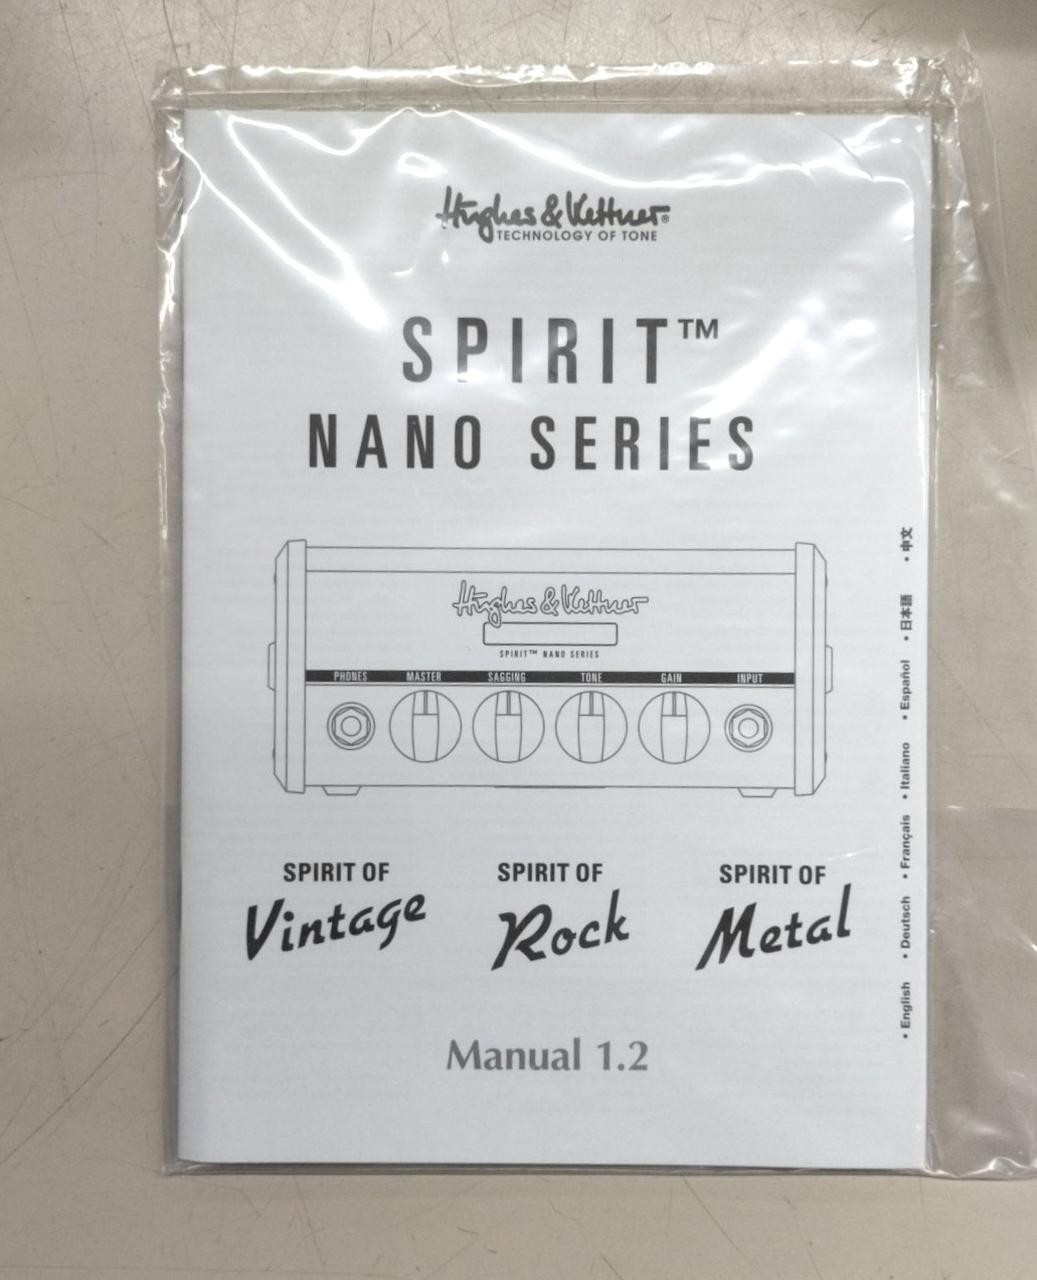 Hughes & Kettner®
TECHNOLOGY OF TONE
SPIRIT™
NANO SERIES
Hughes & Kettner
SPIRIT™ NANO SERIES
PHONES MASTER SAGGING TONE GAIN INPUT
SPIRIT OF
Vintage
SPIRIT OF
Rock
SPIRIT OF
Metal
Manual 1.2
• English • Deutsch • Français • Italiano • Español • 日本語 • 中文